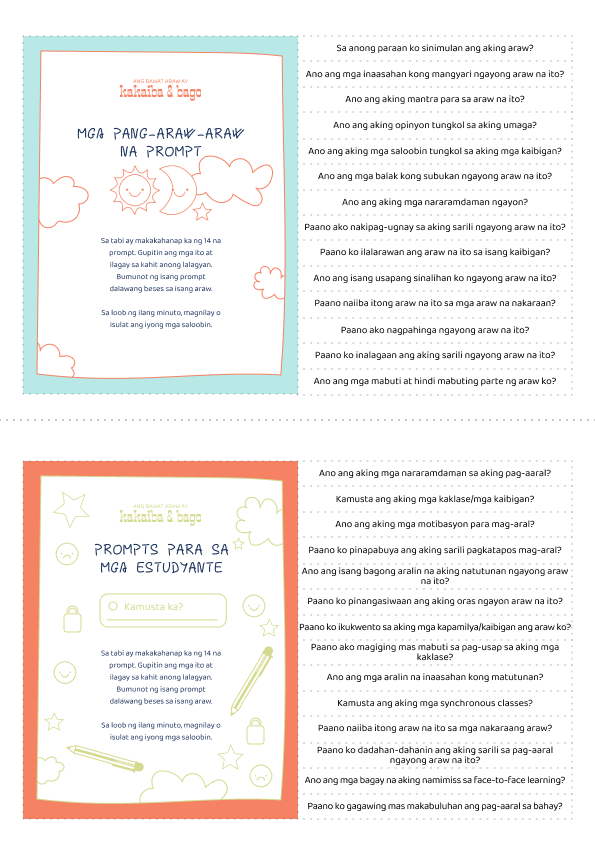 ANG BAWAT ARAW AY
kakaiba & bago
MGA PANG-ARAW-ARAW
NA PROMPT
Sa tabi ay makakahanap ka ng 14 na
prompt. Gupitin ang mga ito at
ilagay sa kahit anong lalagyan.
Bumunot ng isang prompt
dalawang beses sa isang araw.
Sa loob ng ilang minuto, magnilay o
isulat ang iyong mga saloobin.
Sa anong paraan ko sinimulan ang aking araw?
Ano ang mga inaasahan kong mangyari ngayong araw na ito?
Ano ang aking mantra para sa araw na ito?
Ano ang aking opinyon tungkol sa aking umaga?
Ano ang aking mga saloobin tungkol sa aking mga kaibigan?
Ano ang mga balak kong subukan ngayong araw na ito?
Ano ang aking mga nararamdaman ngayon?
Paano ako nakipag-ugnay sa aking sarili ngayong araw na ito?
Paano ko ilalarawan ang araw na ito sa isang kaibigan?
Ano ang isang usapang sinalihan ko ngayong araw na ito?
Paano naiiba itong araw na ito sa mga araw na nakaraan?
Paano ako nagpahinga ngayong araw na ito?
Paano ko inalagaan ang aking sarili ngayong araw na ito?
Ano ang mga mabuti at hindi mabuting parte ng araw ko?
ANG BAWAT ARAW AY
kakaiba & bago
PROMPTS PARA SA
MGA ESTUDYANTE
Kamusta ka?
Sa tabi ay makakahanap ka ng 14 na
prompt. Gupitin ang mga ito at
ilagay sa kahit anong lalagyan.
Bumunot ng isang prompt
dalawang beses sa isang araw.
Sa loob ng ilang minuto, magnilay o
isulat ang iyong mga saloobin.
Ano ang aking mga nararamdaman sa aking pag-aaral?
Kamusta ang aking mga kaklase/mga kaibigan?
Ano ang aking mga motibasyon para mag-aral?
Paano ko pinapabuya ang aking sarili pagkatapos mag-aral?
Ano ang isang bagong aralin na aking natutunan ngayong araw
na ito?
Paano ko pinangasiwaan ang aking oras ngayon araw na ito?
Paano ko ikukwento sa aking mga kapamilya/kaibigan ang araw ko?
Paano ako magiging mas mabuti sa pag-usap sa aking mga
kaklase?
Ano ang mga aralin na inaasahan kong matutunan?
Kamusta ang aking mga synchronous classes?
Paano naiiba itong araw na ito sa mga nakaraang araw?
Paano ko dadahan-dahanin ang aking sarili sa pag-aaral
ngayong araw na ito?
Ano ang mga bagay na aking namimiss sa face-to-face learning?
Paano ko gagawing mas makabuluhan ang pag-aaral sa bahay?